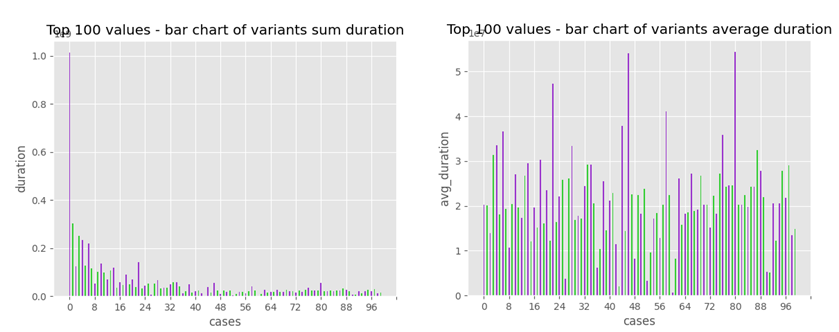 Top 100 values - bar chart of variants sum duration
1e9
1.0
0.8
0.6
0.4
0.2
0.0
duration
0 8 16 24 32 40 48 56 64 72 80 88 96
cases
Top 100 values - bar chart of variants average duration
1e7
5
4
3
2
1
0
avg_duration
0 8 16 24 32 40 48 56 64 72 80 88 96
cases